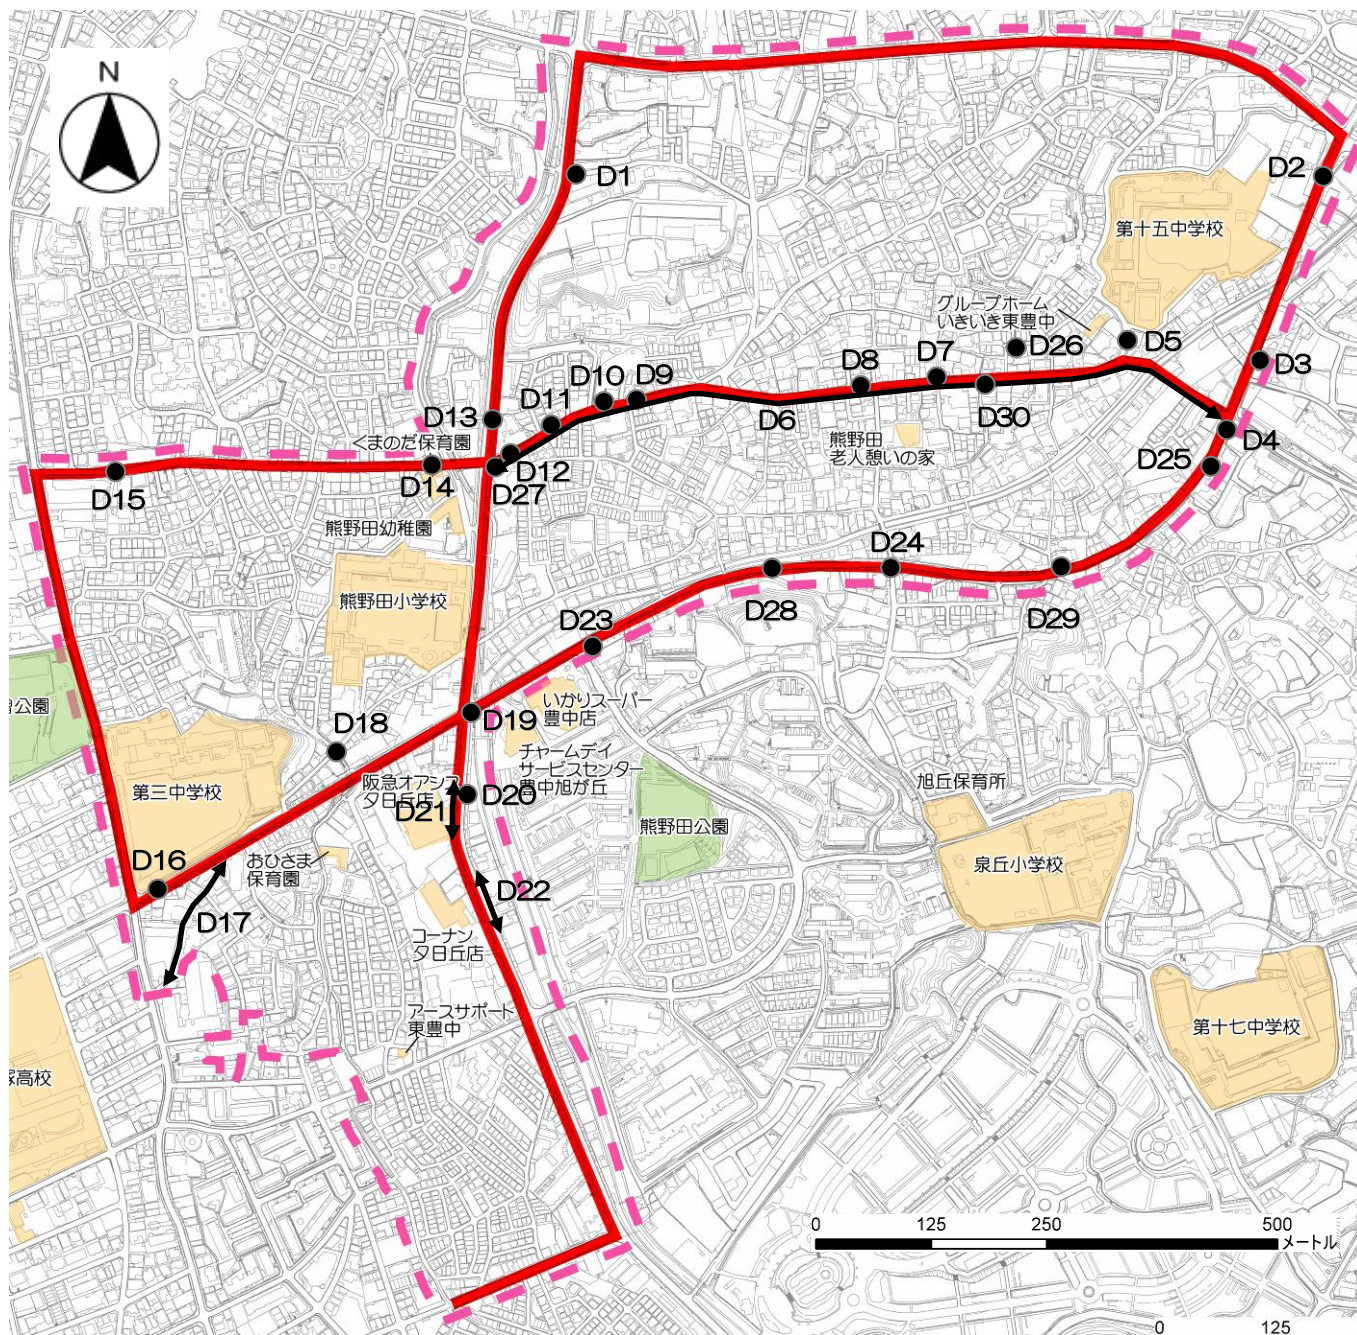 N
D1
D2
第十五中学校
グループホーム
いきいき東豊中
D26
D5
D3
D7
D8
D30
D10
D9
D6
D11
D4
D13
くまのだ保育園
D12
熊野田
老人憩いの家
D25
D15
D14
D27
熊野田幼稚園
D24
熊野田小学校
D28
D29
D23
公園
いかりスーパー
豊中店
D19
D18
チャームデイ
サービスセンター
豊中旭が丘
阪急オアシス
夕日丘店
D20
D21
第三中学校
旭丘保育所
熊野田公園
泉丘小学校
D16
おひさま
保育園
D22
D17
コーナン
夕日丘店
アースサポート
東豊中
第十七中学校
高校
0 125 250 500
メートル
0 125